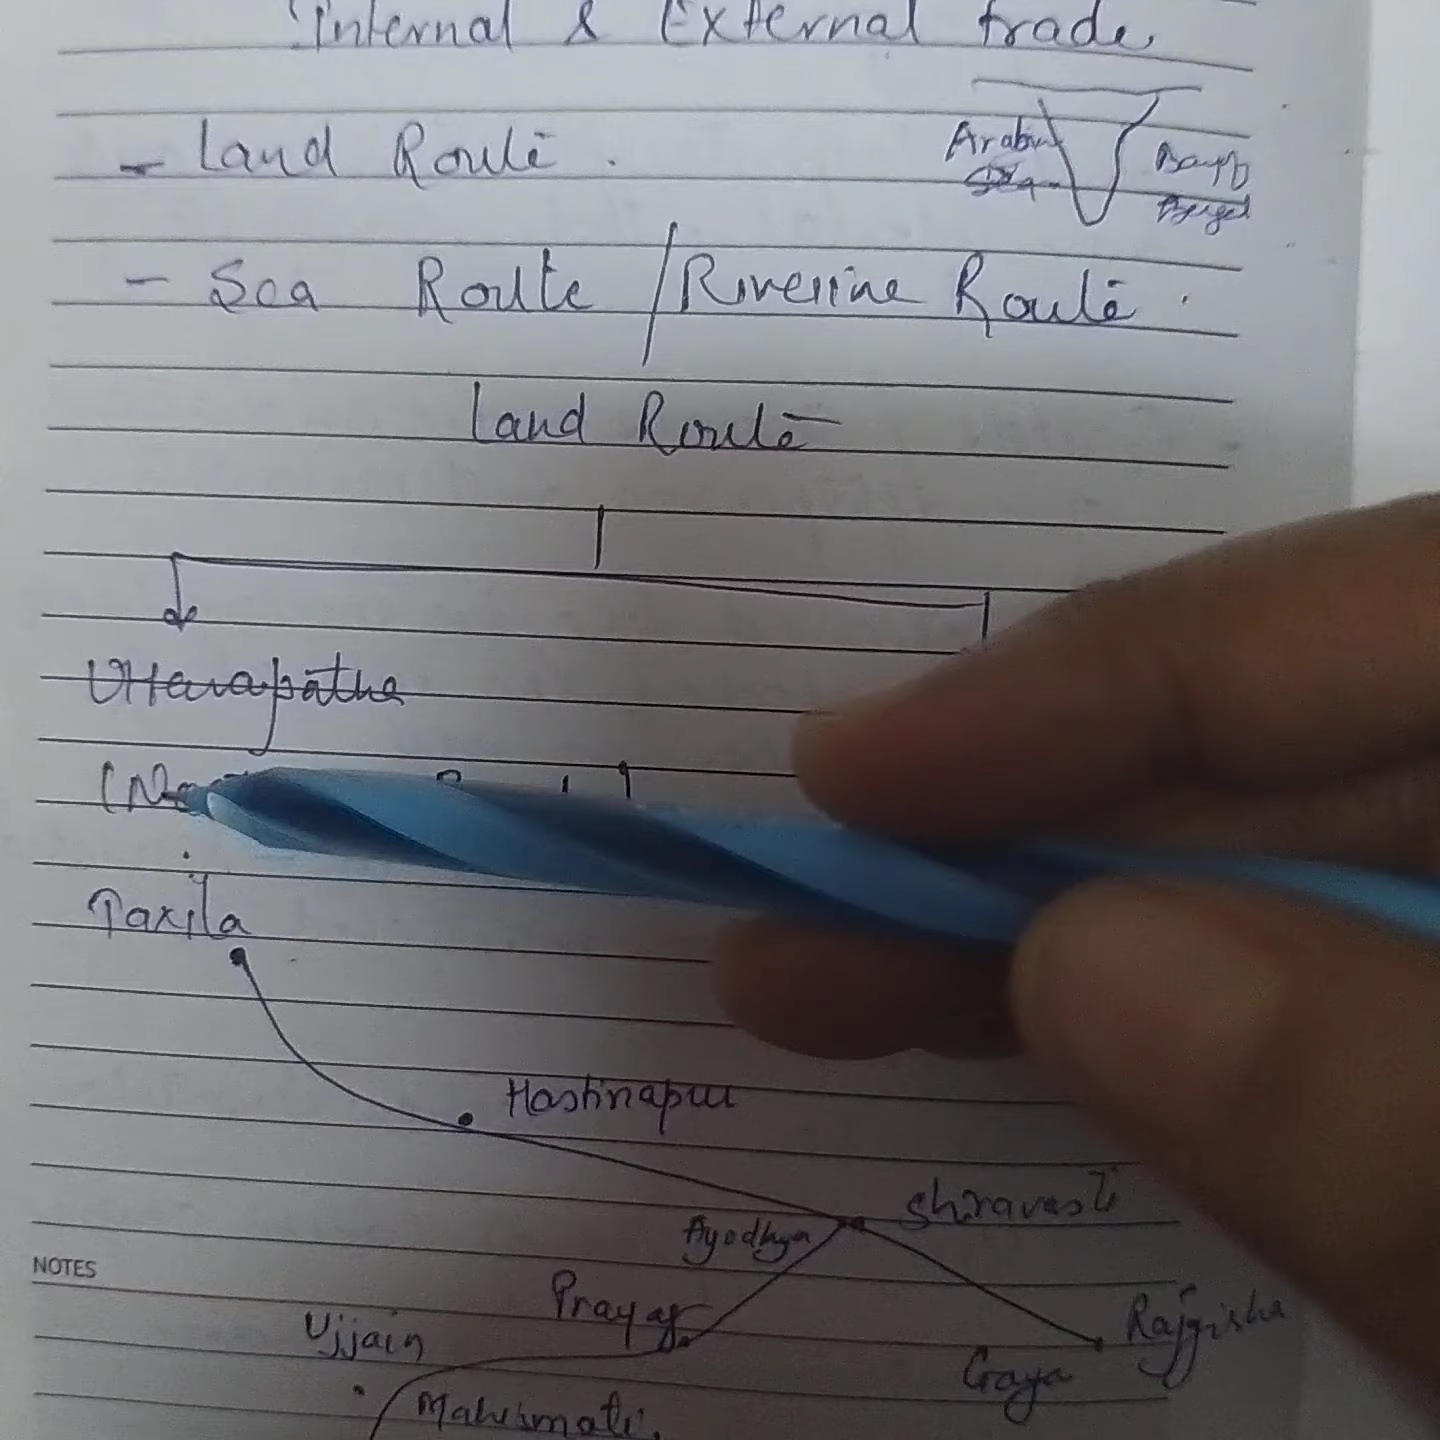 Internal & External trade
- Land Route .
Arabian
Sea
Bay of
Bengal
- Sea Route / Riverine Route .
Land Route
Uttarapatha
Taxila
Hastinapur
Shravasti
Ayodhya
Prayag
Rajgisha
Ujjain
Gaya
Mahismati.
NOTES